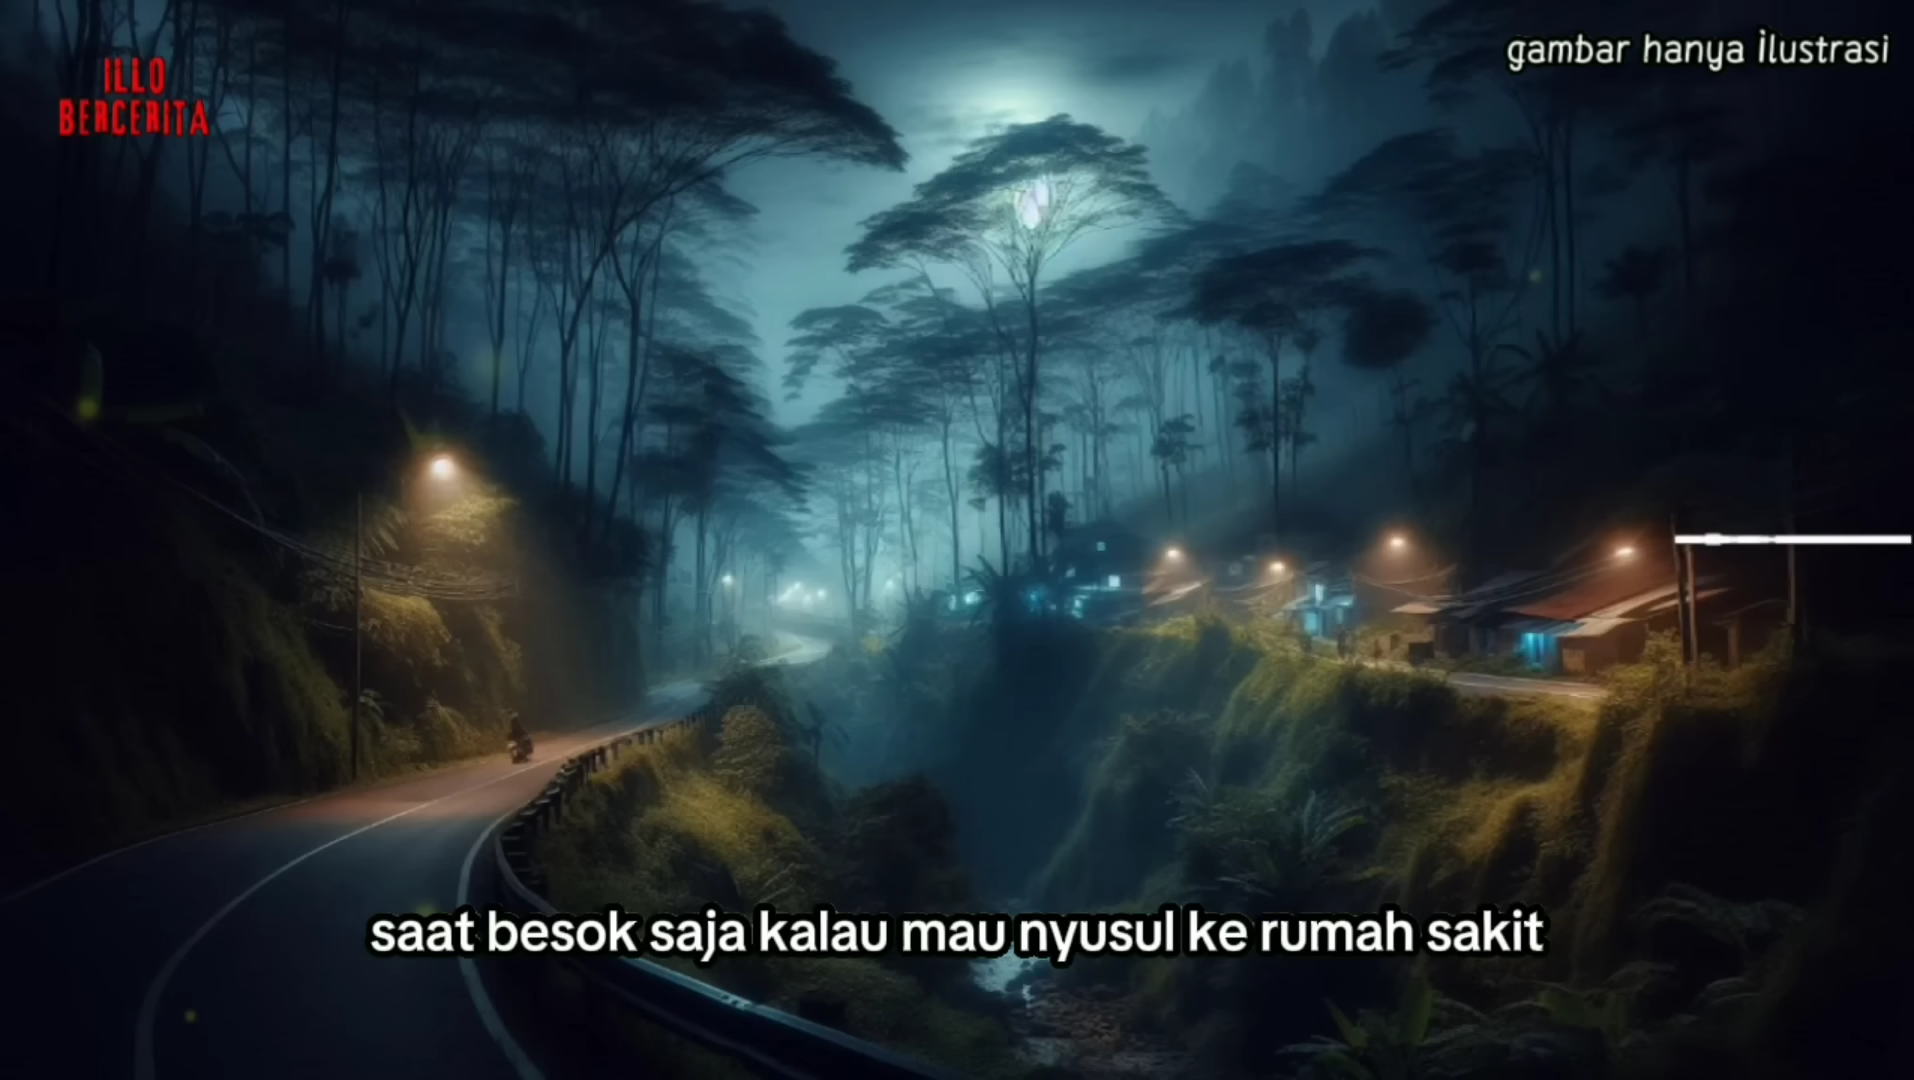 ILLO
BERCERITA
gambar hanya ilustrasi
saat besok saja kalau mau nyusul ke rumah sakit